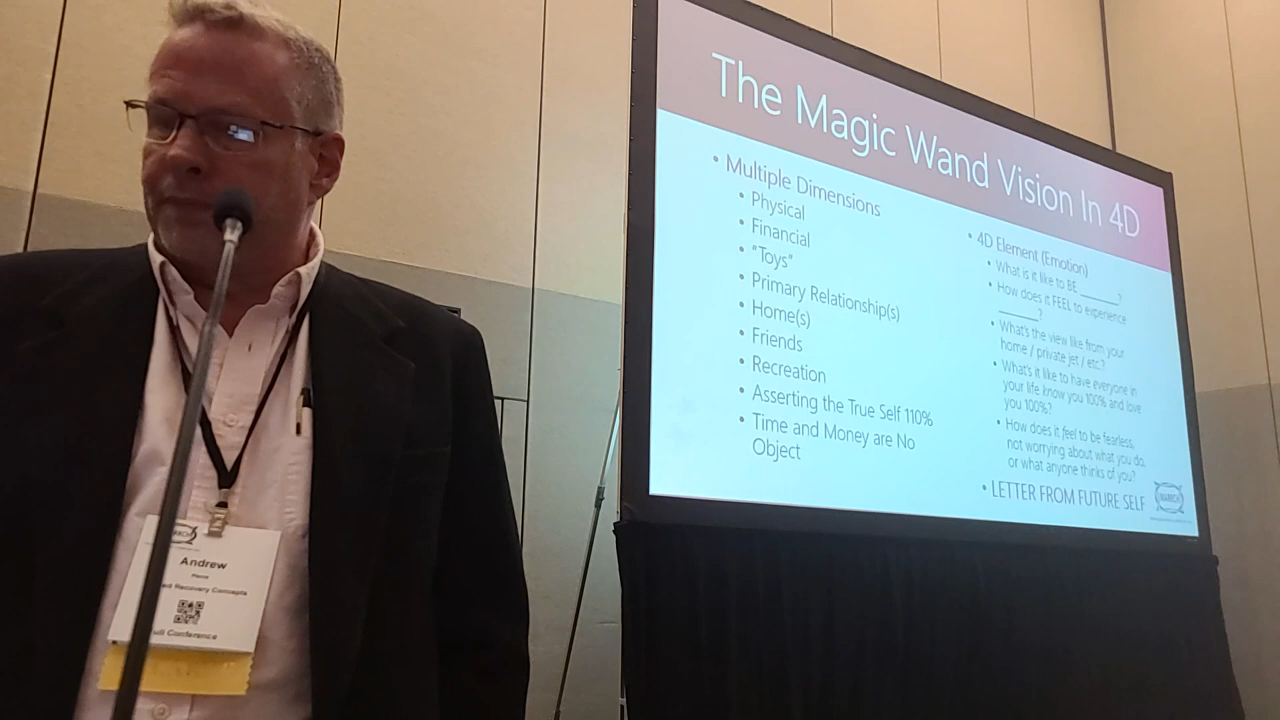 The Magic Wand Vision In 4D
• Multiple Dimensions
• Physical
• Financial
• "Toys"
• Primary Relationship(s)
• Home(s)
• Friends
• Recreation
• Asserting the True Self 110%
• Time and Money are No
Object
• 4D Element (Emotion)
• What is it like to BE _______?
• How does it FEEL to experience
_______?
• What's the view like from your
home / private jet / etc.?
• What's it like to have everyone in
your life know you 100% and love
you 100%?
• How does it feel to be fearless,
not worrying about what you do,
or what anyone thinks of you?
• LETTER FROM FUTURE SELF
Andrew
Recovery Concepts
Conference